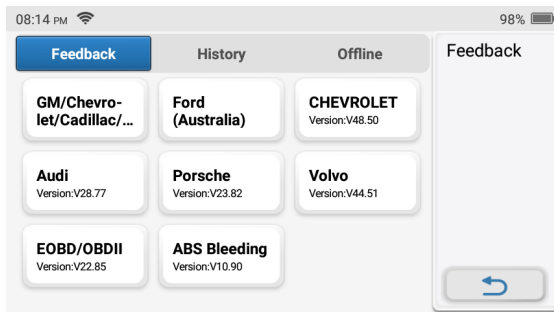 08:14 PM 98%
Feedback History Offline Feedback
GM/Chevro-
let/Cadillac/...
Ford
(Australia)
CHEVROLET
Version:V48.50
Audi
Version:V28.77
Porsche
Version:V23.82
Volvo
Version:V44.51
EOBD/OBDII
Version:V22.85
ABS Bleeding
Version:V10.90